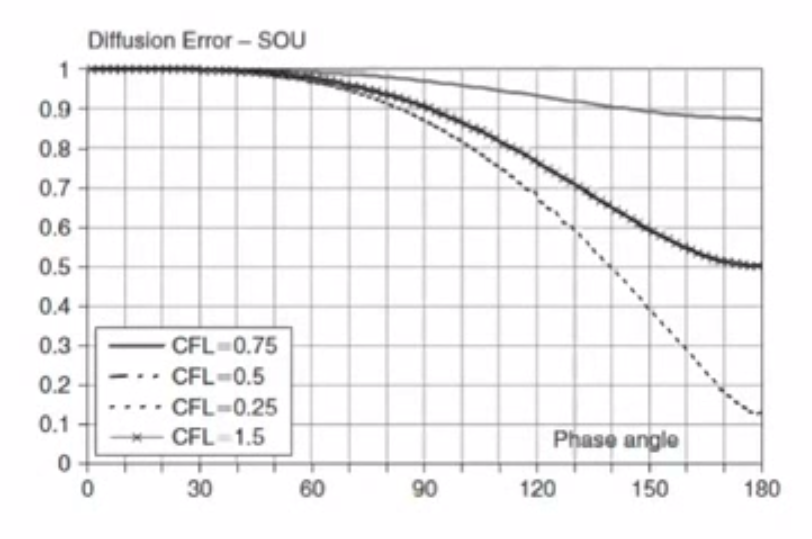 Diffusion Error – SOU
1
0.9
0.8
0.7
0.6
0.5
0.4
0.3
0.2
0.1
0
CFL=0.75
CFL=0.5
CFL=0.25
CFL=1.5
Phase angle
0 30 60 90 120 150 180